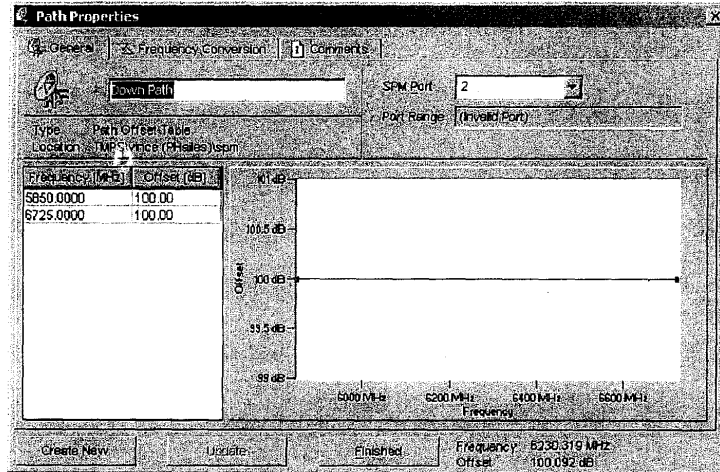 Path Properties
General Frequency Conversion Comments
Down Path
SPM Port 2
Port Range (Invalid Port)
Type Path Offset Table
Location
Frequency (MHz) Offset (dB)
5850.0000 100.00
6725.0000 100.00
101 dB
100.5 dB
100 dB
99.5 dB
99 dB
Offset
6000 MHz 6200 MHz 6400 MHz 6600 MHz
Frequency
Create New Update Finished
Frequency 6230.319 MHz
Offset 100.092 dB